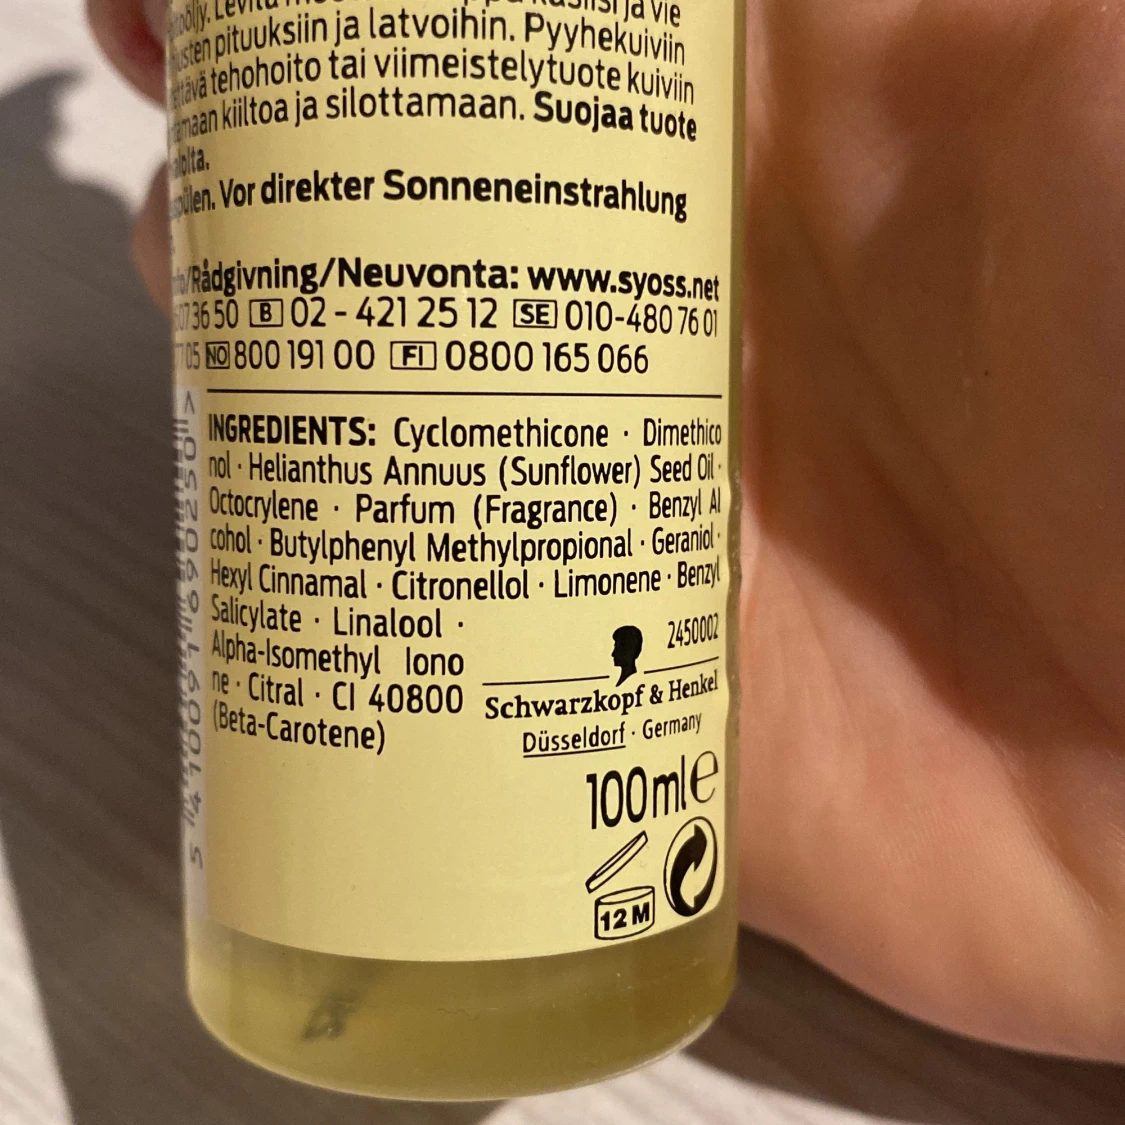 pituuksiin ja latvoihin. Pyyhekuiviin
tehohoito tai viimeistelytuote kuiviin
kiiltoa ja silottamaan. Suojaa tuote
Vor direkter Sonneneinstrahlung
/Rådgivning/Neuvonta: www.syoss.net
B 02 - 421 25 12 SE 010-480 76 01
NO 800 191 00 FI 0800 165 066
INGREDIENTS: Cyclomethicone · Dimethico
nol · Helianthus Annuus (Sunflower) Seed Oil ·
Octocrylene · Parfum (Fragrance) · Benzyl Al
cohol · Butylphenyl Methylpropional · Geraniol ·
Hexyl Cinnamal · Citronellol · Limonene · Benzyl
Salicylate · Linalool ·
Alpha-Isomethyl Iono
ne · Citral · CI 40800
(Beta-Carotene)
2450002
Schwarzkopf & Henkel
Düsseldorf · Germany
100 ml e
12 M